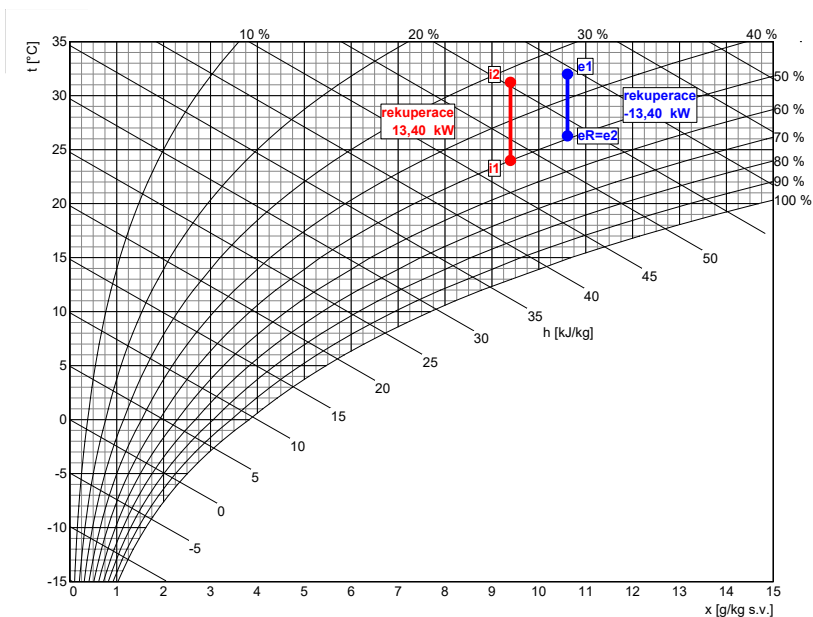 10 %
20 %
30 %
40 %
t [°C]
35
30
25
20
15
10
5
0
-5
-10
-15
i2
e1
rekuperace
13,40 kW
rekuperace
-13,40 kW
eR=e2
i1
50 %
60 %
70 %
80 %
90 %
100 %
50
45
40
35
h [kJ/kg]
30
25
20
15
10
5
0
-5
0 1 2 3 4 5 6 7 8 9 10 11 12 13 14 15
x [g/kg s.v.]